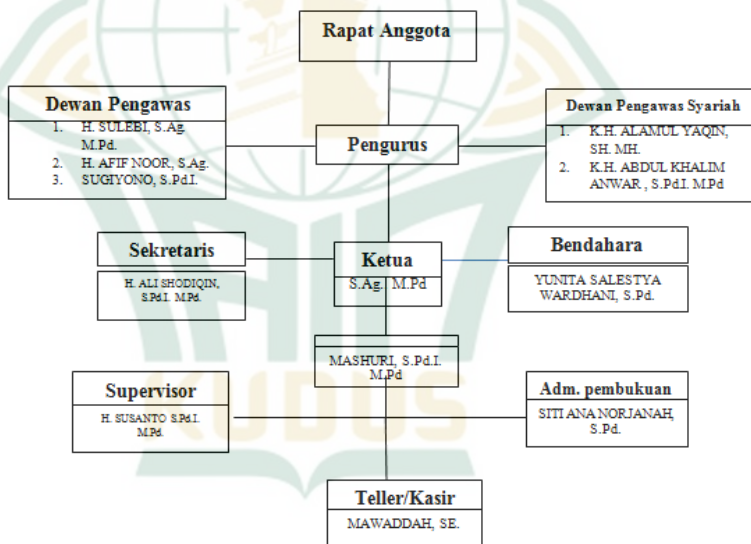 Rapat Anggota
Dewan Pengawas
1. H. SULEBI, S.Ag.
M.Pd.
2. H. AFIF NOOR, S.Ag.
3. SUGIYONO, S.Pd.I.
Pengurus
Dewan Pengawas Syariah
1. K.H. ALAMUL YAQIN,
SH. MH.
2. K.H. ABDUL KHALIM
ANWAR , S.Pd.I. M.Pd
Sekretaris
H. ALI SHODIQIN,
S.Pd.I. M.Pd.
Ketua
S.Ag. M.Pd
Bendahara
YUNITA SALESTYA
WARDHANI, S.Pd.
MASHURI, S.Pd.I.
M.Pd
Supervisor
H. SUSANTO S.Pd.I.
M.Pd.
Adm. pembukuan
SITI ANA NORJANAH,
S.Pd.
Teller/Kasir
MAWADDAH, SE.
KUDUS